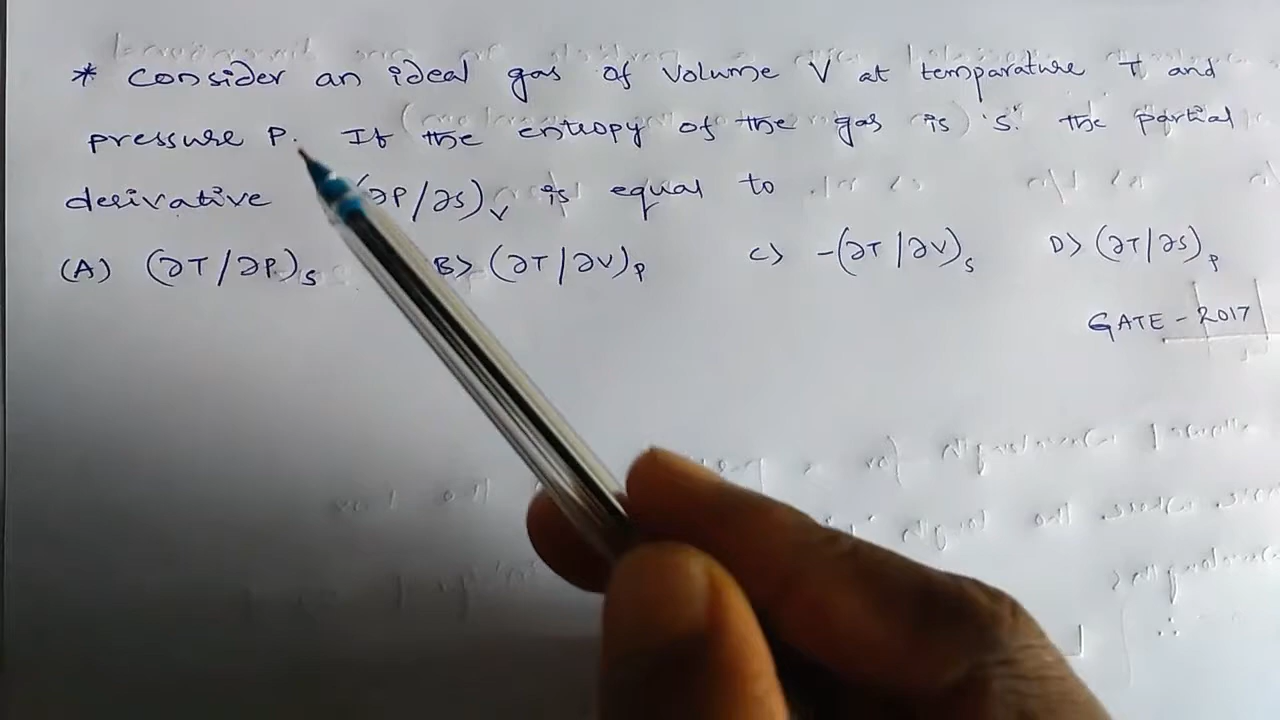 * Consider an ideal gas of volume V at temparature T and
pressure P. If the entropy of the gas is 's'. the partial
derivative (∂P/∂S)ᵥ is equal to
(A) (∂T/∂P)ₛ B> (∂T/∂V)ₚ C> -(∂T/∂V)ₛ D> (∂T/∂S)ₚ
GATE - 2017